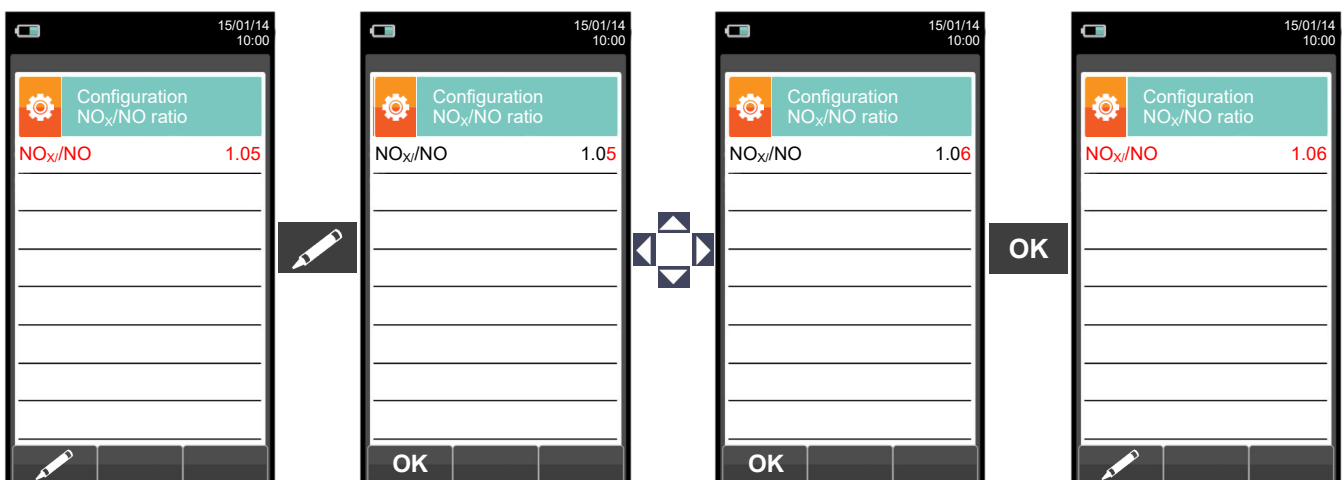 15/01/14
10:00
Configuration
NOX/NO ratio
NOX//NO 1.05
15/01/14
10:00
Configuration
NOX/NO ratio
NOX//NO 1.05
OK
15/01/14
10:00
Configuration
NOX/NO ratio
NOX//NO 1.06
OK
OK
15/01/14
10:00
Configuration
NOX/NO ratio
NOX//NO 1.06